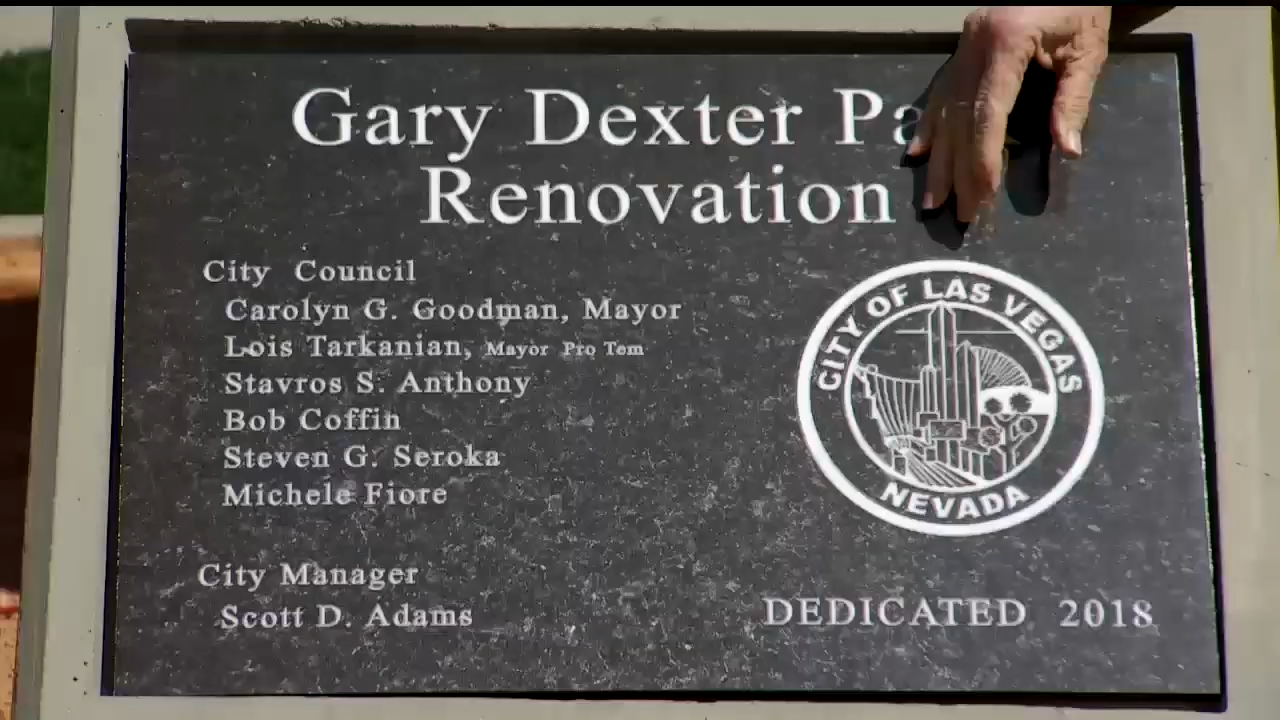 Gary Dexter Pa
Renovation
City Council
Carolyn G. Goodman, Mayor
Lois Tarkanian, Mayor Pro Tem
Stavros S. Anthony
Bob Coffin
Steven G. Seroka
Michele Fiore
City Manager
Scott D. Adams
CITY OF LAS VEGAS
NEVADA
DEDICATED 2018